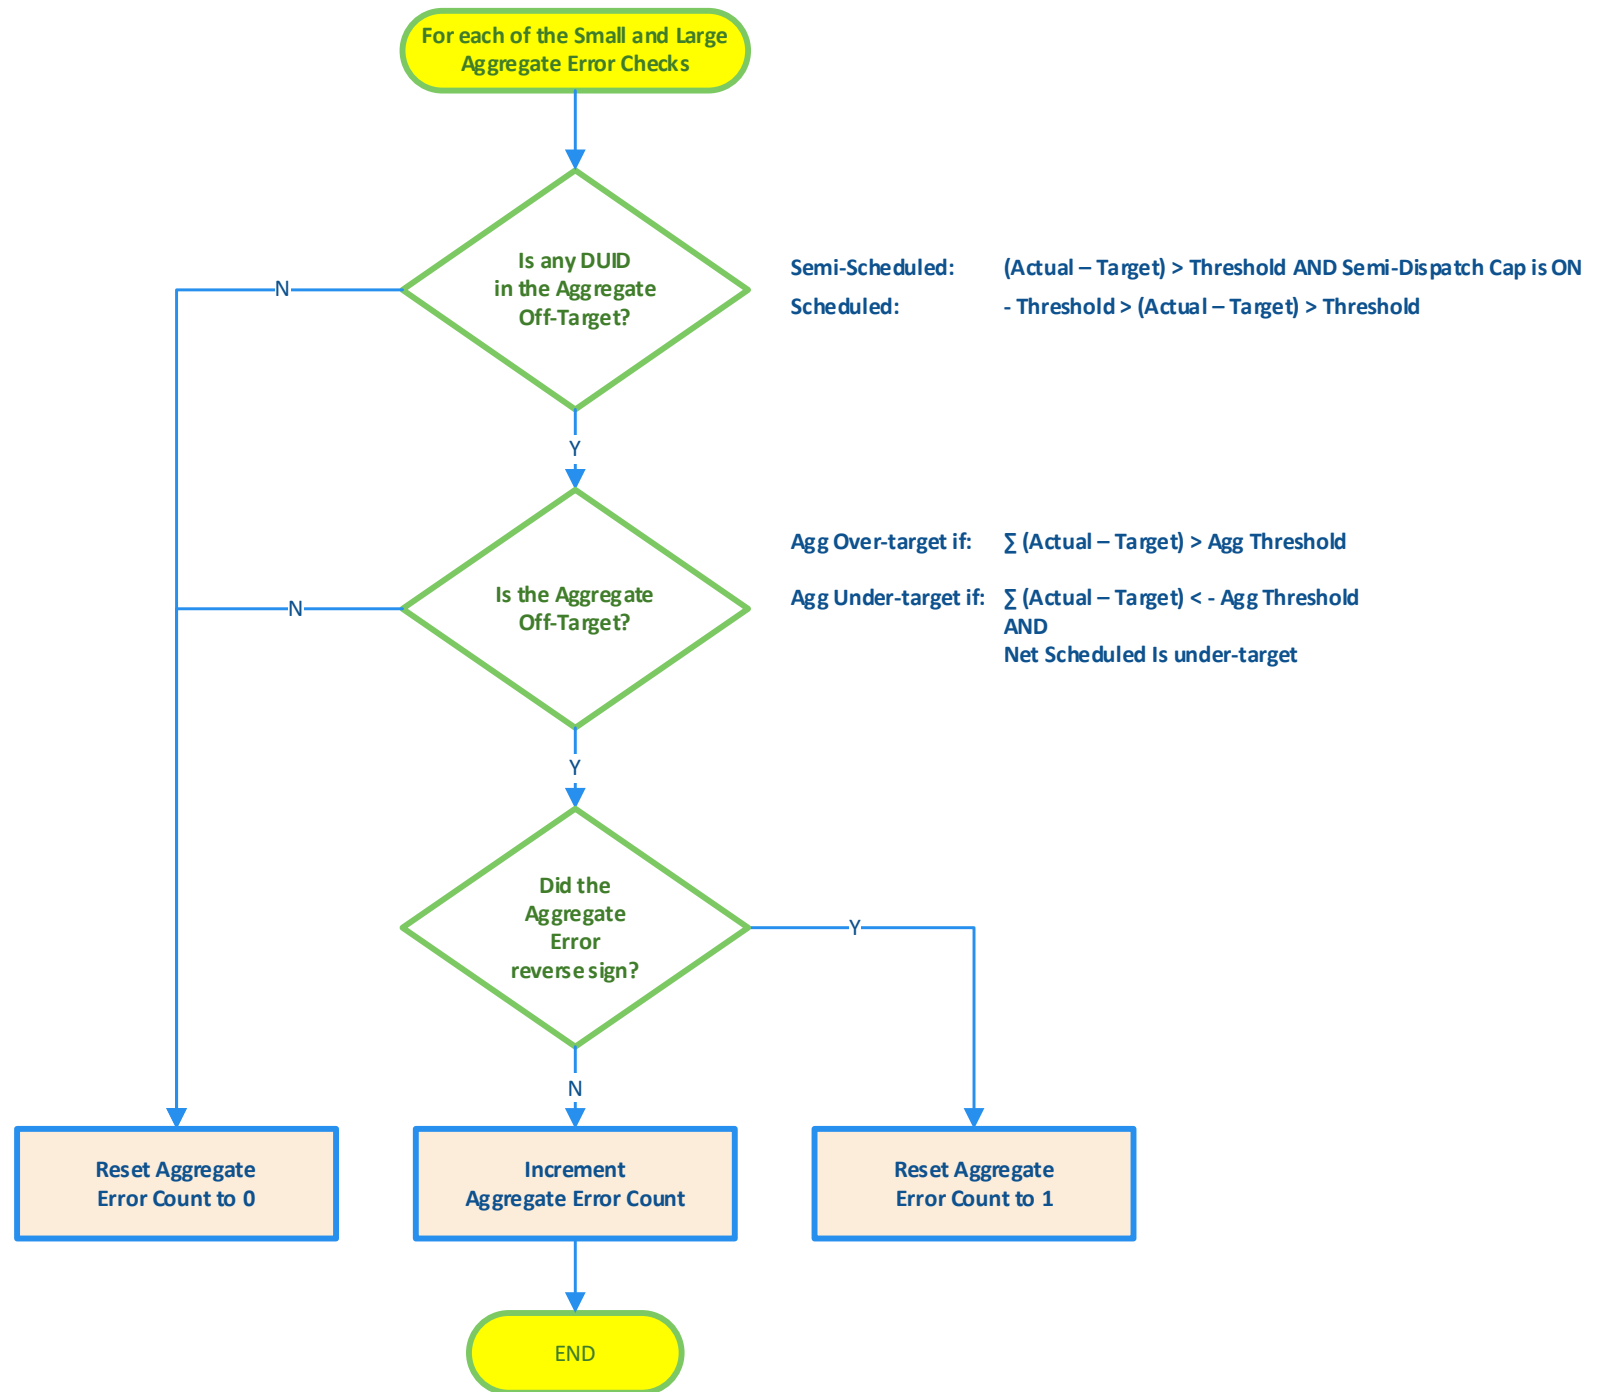 For each of the Small and Large
Aggregate Error Checks
Is any DUID
in the Aggregate
Off-Target?
Semi-Scheduled: (Actual – Target) > Threshold AND Semi-Dispatch Cap is ON
Scheduled: - Threshold > (Actual – Target) > Threshold
N
Y
Is the Aggregate
Off-Target?
Agg Over-target if: ∑ (Actual – Target) > Agg Threshold
Agg Under-target if: ∑ (Actual – Target) < - Agg Threshold
AND
Net Scheduled Is under-target
N
Y
Did the
Aggregate
Error
reverse sign?
Y
N
Reset Aggregate
Error Count to 0
Increment
Aggregate Error Count
Reset Aggregate
Error Count to 1
END